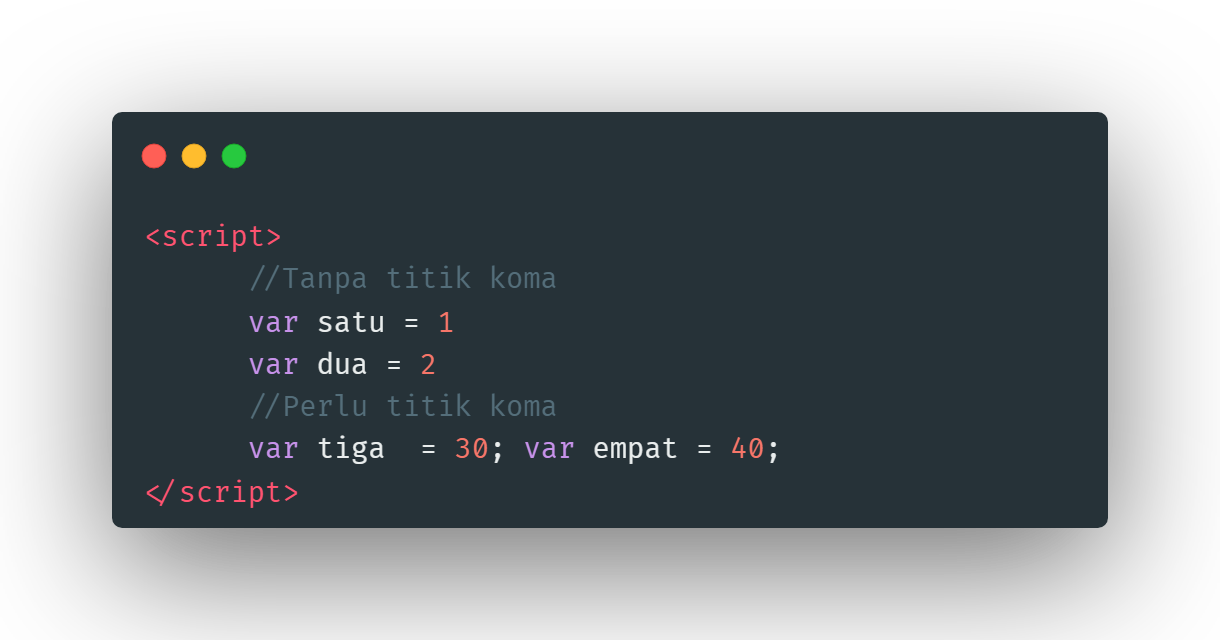 <script>
//Tanpa titik koma
var satu = 1
var dua = 2
//Perlu titik koma
var tiga  = 30; var empat = 40;
</script>